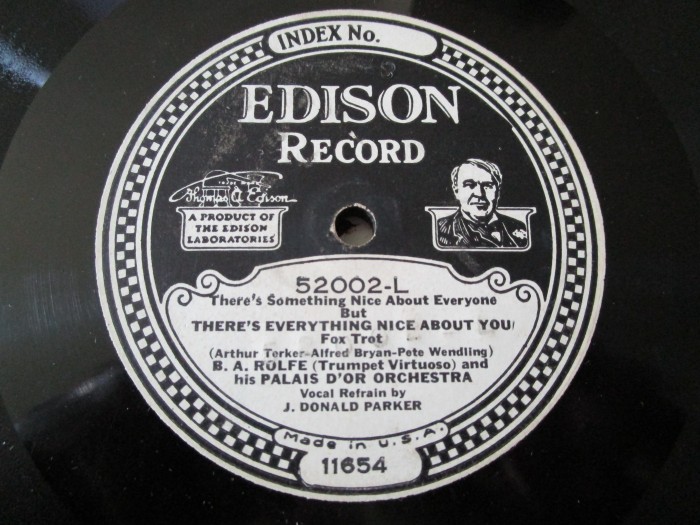 INDEX No.
EDISON
RECORD
TRADE MARK
Thomas A Edison
A PRODUCT OF
THE EDISON
LABORATORIES
52002-L
There's Something Nice About Everyone
But
THERE'S EVERYTHING NICE ABOUT YOU
Fox Trot
(Arthur Terker-Alfred Bryan-Pete Wendling)
B. A. ROLFE (Trumpet Virtuoso) and
his PALAIS D'OR ORCHESTRA
Vocal Refrain by
J. DONALD PARKER
Made in U.S.A.
11654